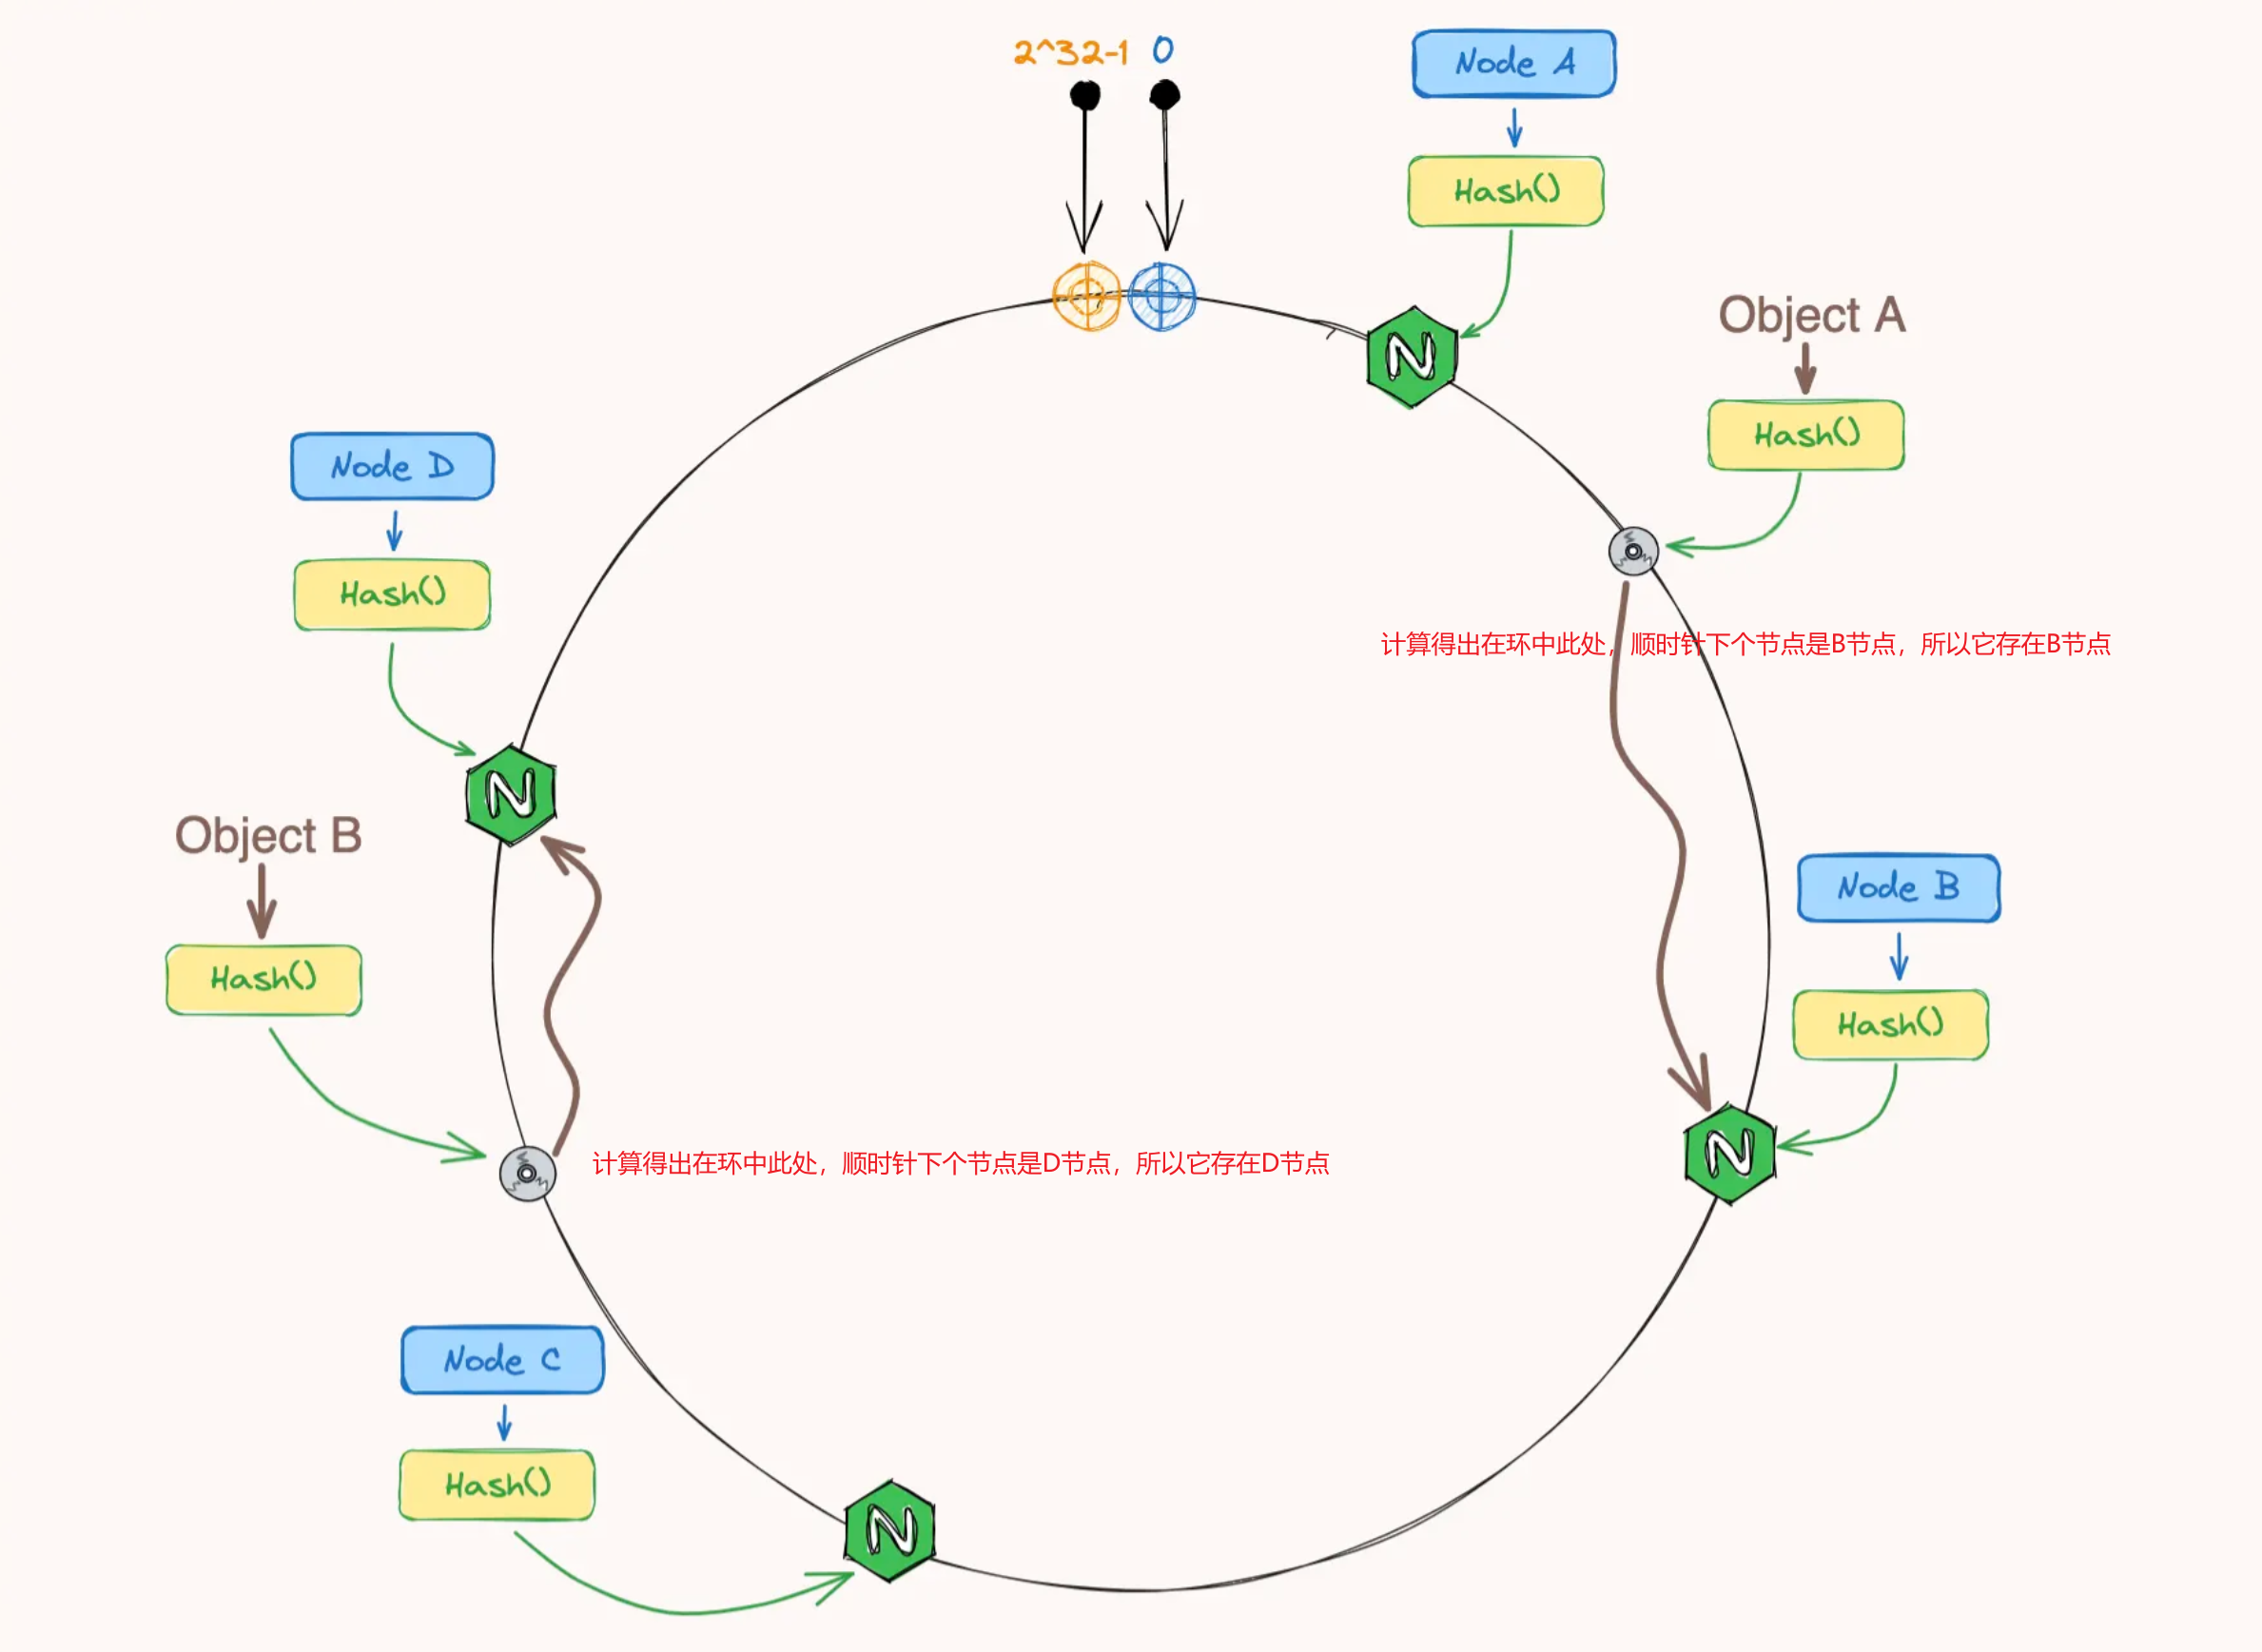 2^32-1 0
Node A
Hash()
Object A
Hash()
N
Node D
Hash()
计算得出在环中此处，顺时针下个节点是B节点，所以它存在B节点
N
Object B
Hash()
Node B
Hash()
N
计算得出在环中此处，顺时针下个节点是D节点，所以它存在D节点
Node C
Hash()
N